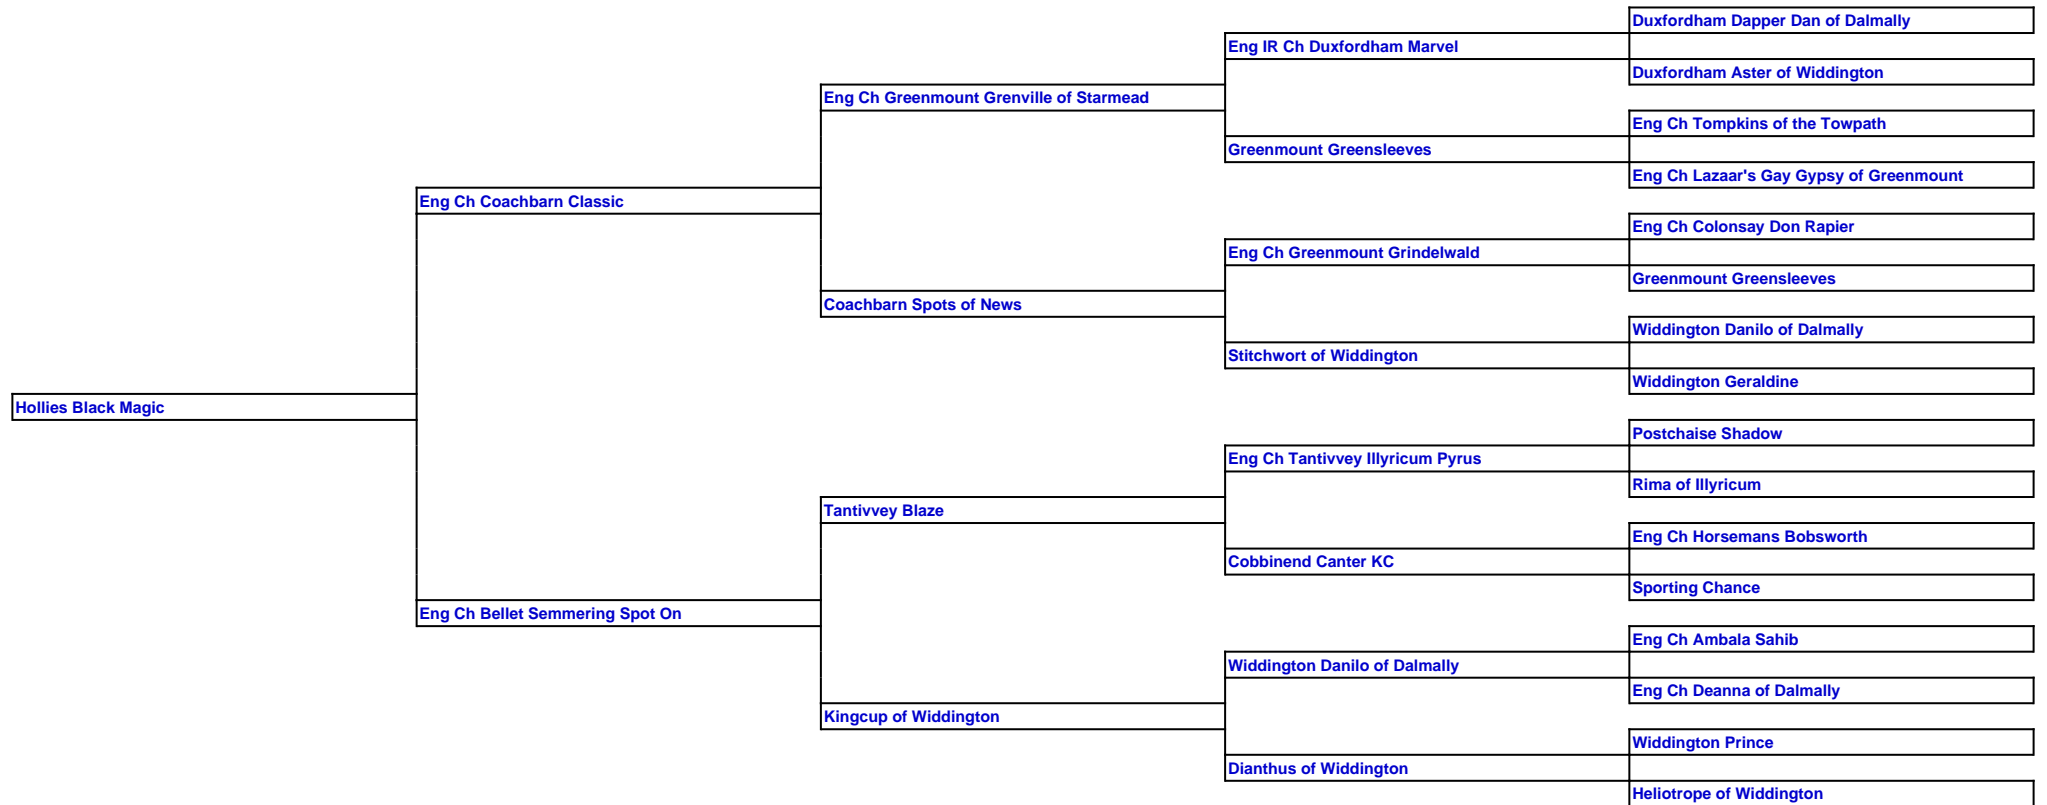 Duxfordham Dapper Dan of Dalmally
Eng IR Ch Duxfordham Marvel
Duxfordham Aster of Widdington
Eng Ch Greenmount Grenville of Starmead
Eng Ch Tompkins of the Towpath
Greenmount Greensleeves
Eng Ch Lazaar's Gay Gypsy of Greenmount
Eng Ch Coachbarn Classic
Eng Ch Colonsay Don Rapier
Eng Ch Greenmount Grindelwald
Greenmount Greensleeves
Coachbarn Spots of News
Widdington Danilo of Dalmally
Stitchwort of Widdington
Widdington Geraldine
Hollies Black Magic
Postchaise Shadow
Eng Ch Tantivvey Illyricum Pyrus
Rima of Illyricum
Tantivvey Blaze
Eng Ch Horsemans Bobsworth
Cobbinend Canter KC
Sporting Chance
Eng Ch Bellet Semmering Spot On
Eng Ch Ambala Sahib
Widdington Danilo of Dalmally
Eng Ch Deanna of Dalmally
Kingcup of Widdington
Widdington Prince
Dianthus of Widdington
Heliotrope of Widdington